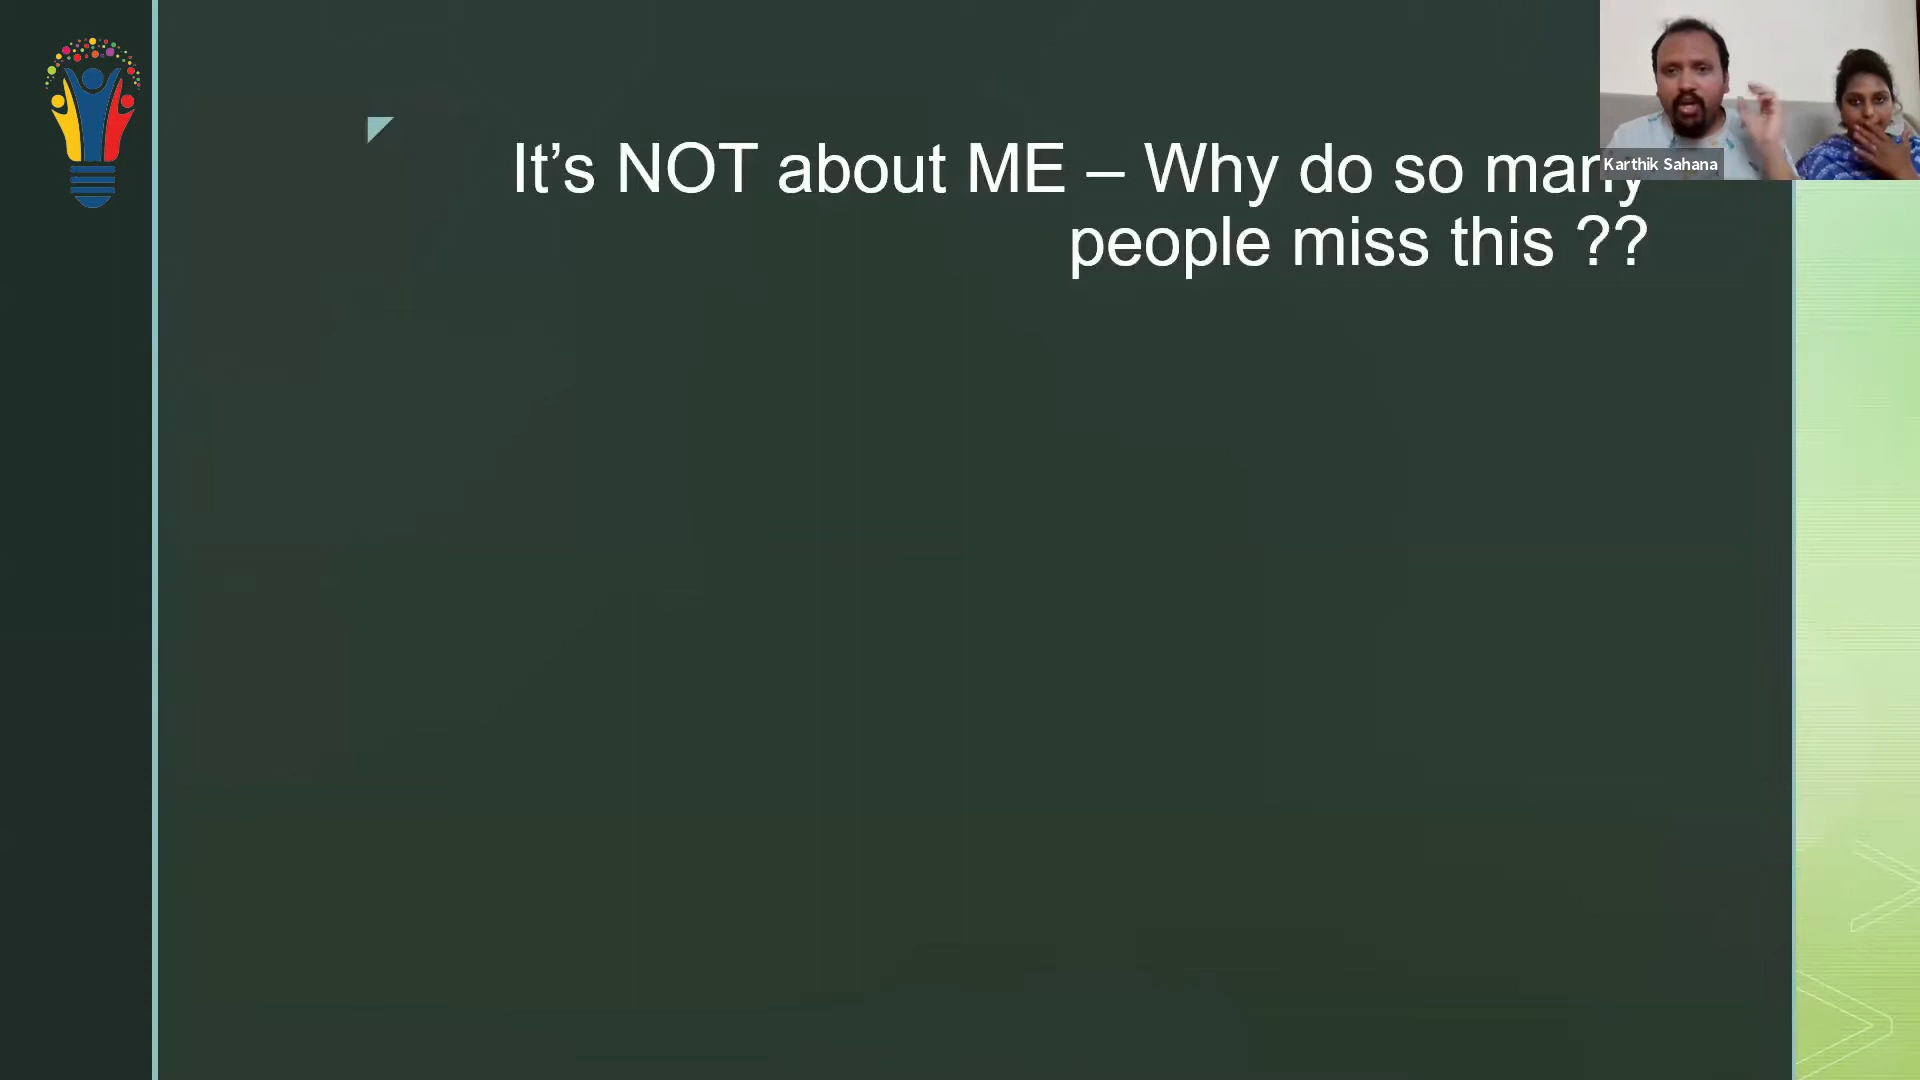 It’s NOT about ME – Why do so many
people miss this ??
Karthik Sahana